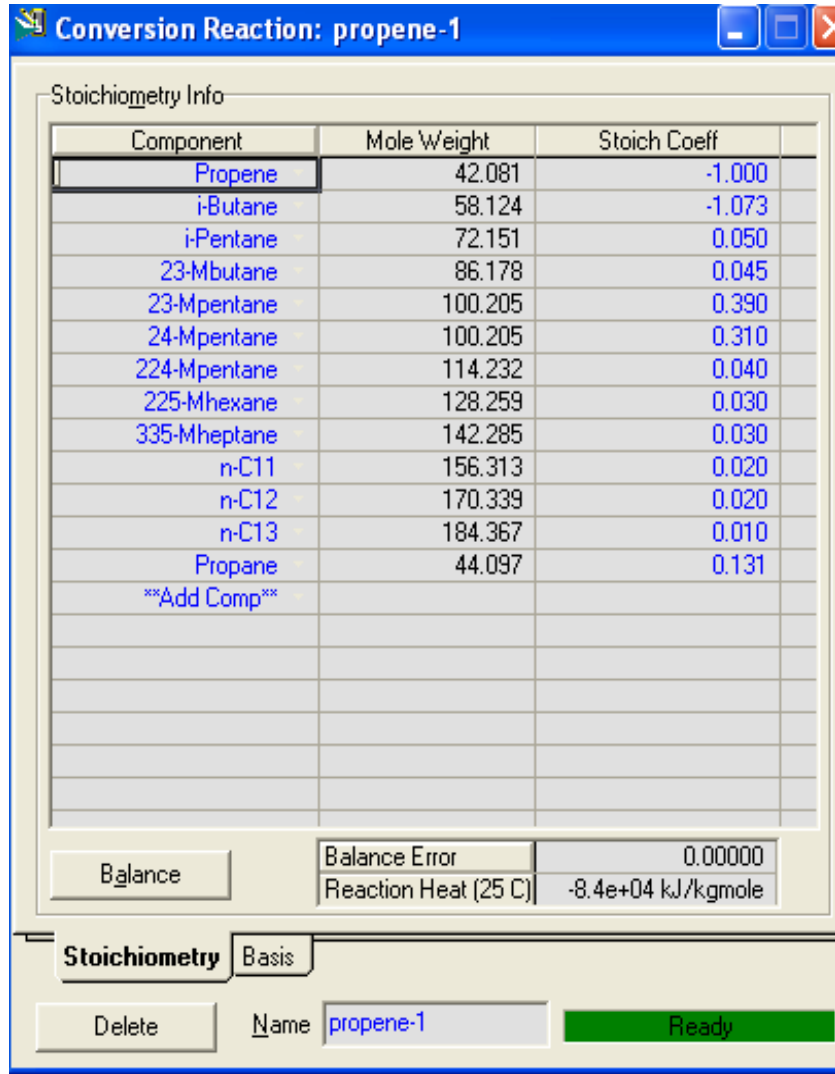 Conversion Reaction: propene-1
Stoichiometry Info
Component Mole Weight Stoich Coeff
Propene 42.081 -1.000
i-Butane 58.124 -1.073
i-Pentane 72.151 0.050
23-Mbutane 86.178 0.045
23-Mpentane 100.205 0.390
24-Mpentane 100.205 0.310
224-Mpentane 114.232 0.040
225-Mhexane 128.259 0.030
335-Mheptane 142.285 0.030
n-C11 156.313 0.020
n-C12 170.339 0.020
n-C13 184.367 0.010
Propane 44.097 0.131
**Add Comp**
Balance
Balance Error 0.00000
Reaction Heat (25 C) -8.4e+04 kJ/kgmole
Stoichiometry Basis
Delete Name propene-1 Ready